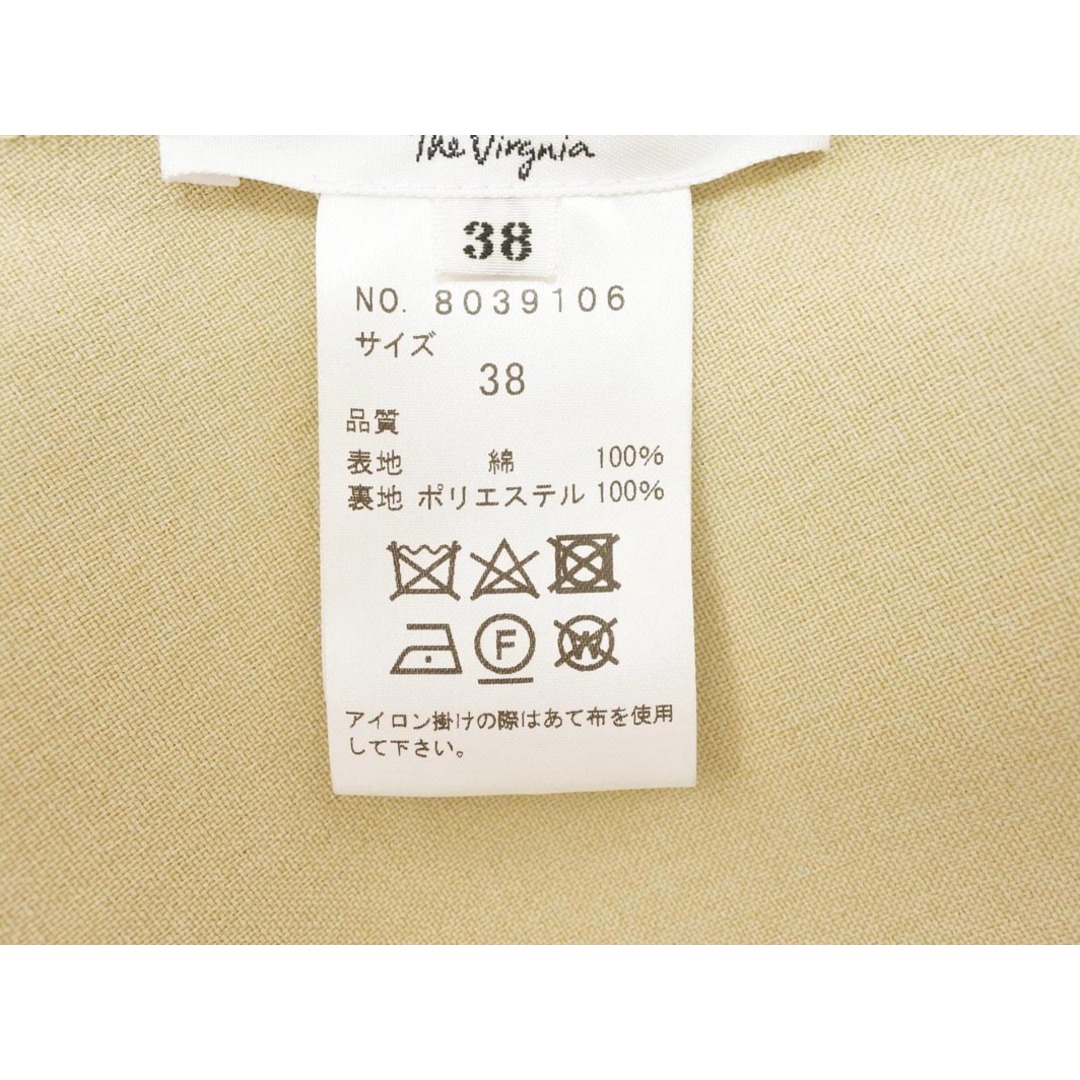 The Virgnia
38
NO. 8039106
サイズ
38
品質
表地 綿 100%
裏地 ポリエステル 100%
F
W
アイロン掛けの際はあて布を使用
して下さい。